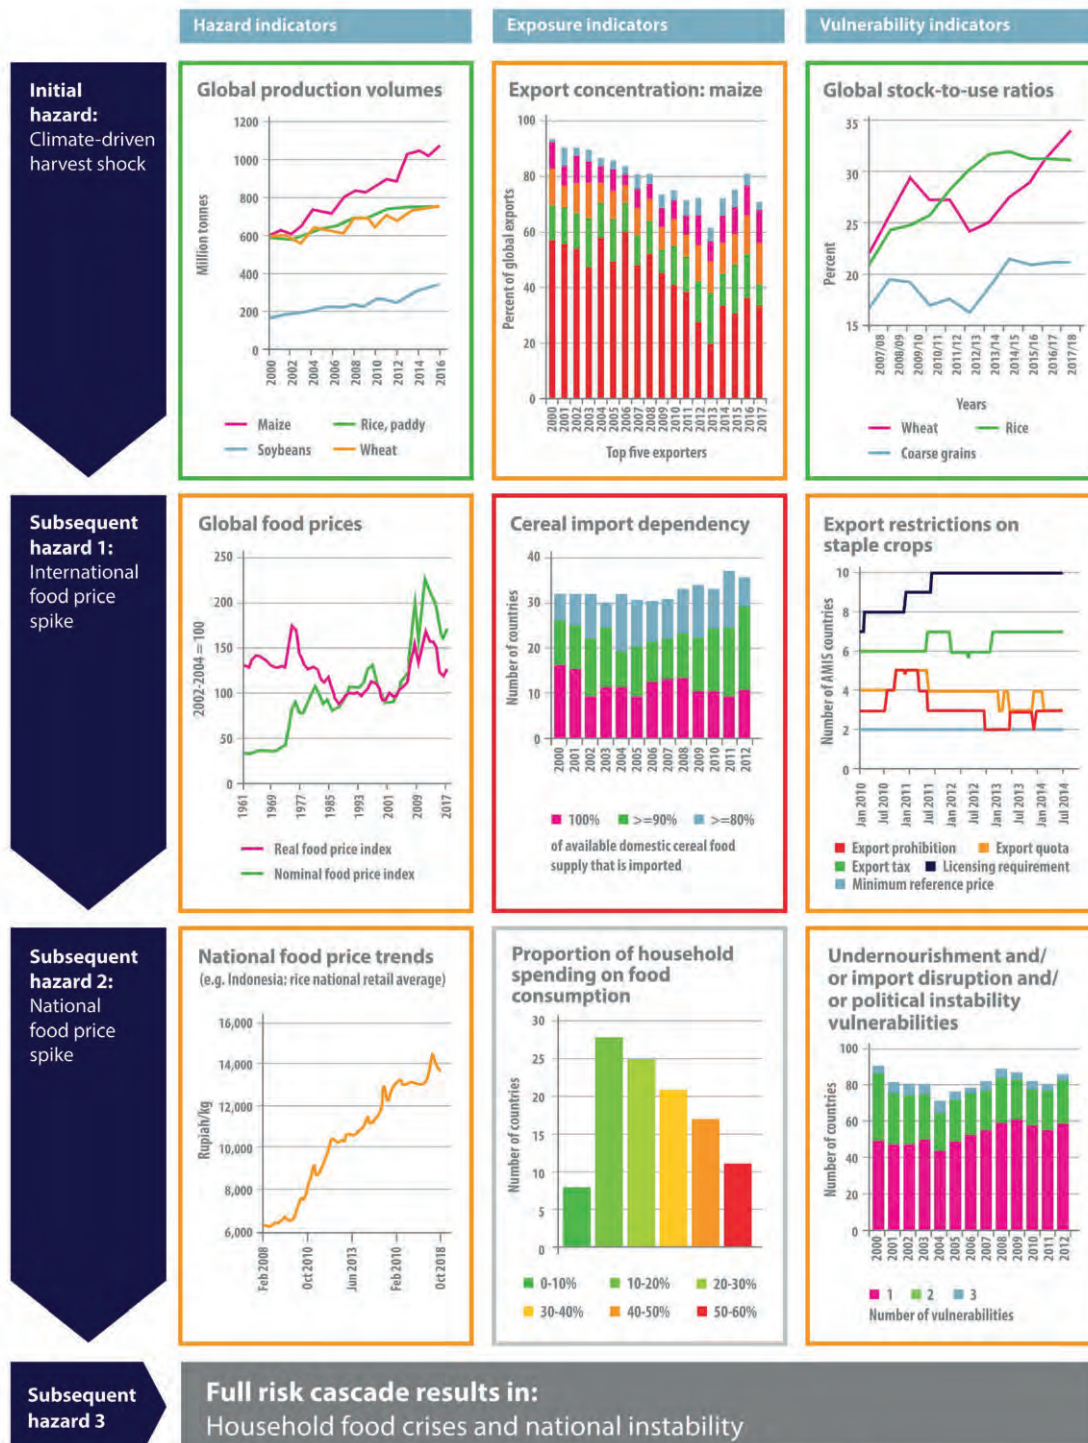 Hazard indicators
Exposure indicators
Vulnerability indicators
Initial
hazard:
Climate-driven
harvest shock
Global production volumes
1200
1000
800
600
400
200
0
Million tonnes
2000
2002
2004
2006
2008
2010
2012
2014
2016
Maize
Rice, paddy
Soybeans
Wheat
Export concentration: maize
100
80
60
40
20
0
Percent of global exports
2000
2001
2002
2003
2004
2005
2006
2007
2008
2009
2010
2011
2012
2013
2014
2015
2016
2017
Top five exporters
Global stock-to-use ratios
35
30
25
20
15
Percent
2007/08
2008/09
2009/10
2010/11
2011/12
2012/13
2013/14
2014/15
2015/16
2016/17
2017/18
Years
Wheat
Rice
Coarse grains
Subsequent
hazard 1:
International
food price
spike
Global food prices
250
200
150
100
50
0
2002-2004 = 100
1961
1969
1977
1985
1993
2001
2009
2017
Real food price index
Nominal food price index
Cereal import dependency
40
30
20
10
0
Number of countries
2000
2001
2002
2003
2004
2005
2006
2007
2008
2009
2010
2011
2012
100%
>=90%
>=80%
of available domestic cereal food
supply that is imported
Export restrictions on
staple crops
10
8
6
4
2
0
Number of AMIS countries
Jan 2010
Jul 2010
Jan 2011
Jul 2011
Jan 2012
Jul 2012
Jan 2013
Jul 2013
Jan 2014
Jul 2014
Export prohibition
Export quota
Export tax
Licensing requirement
Minimum reference price
Subsequent
hazard 2:
National
food price
spike
National food price trends
(e.g. Indonesia: rice national retail average)
16,000
14,000
12,000
10,000
8,000
6,000
Rupiah/kg
Feb 2008
Oct 2010
Jun 2013
Feb 2010
Oct 2018
Proportion of household
spending on food
consumption
30
25
20
15
10
5
0
Number of countries
0-10%
10-20%
20-30%
30-40%
40-50%
50-60%
Undernourishment and/
or import disruption and/
or political instability
vulnerabilities
100
80
60
40
20
0
Number of countries
2000
2001
2002
2003
2004
2005
2006
2007
2008
2009
2010
2011
2012
1
2
3
Number of vulnerabilities
Subsequent
hazard 3
Full risk cascade results in:
Household food crises and national instability